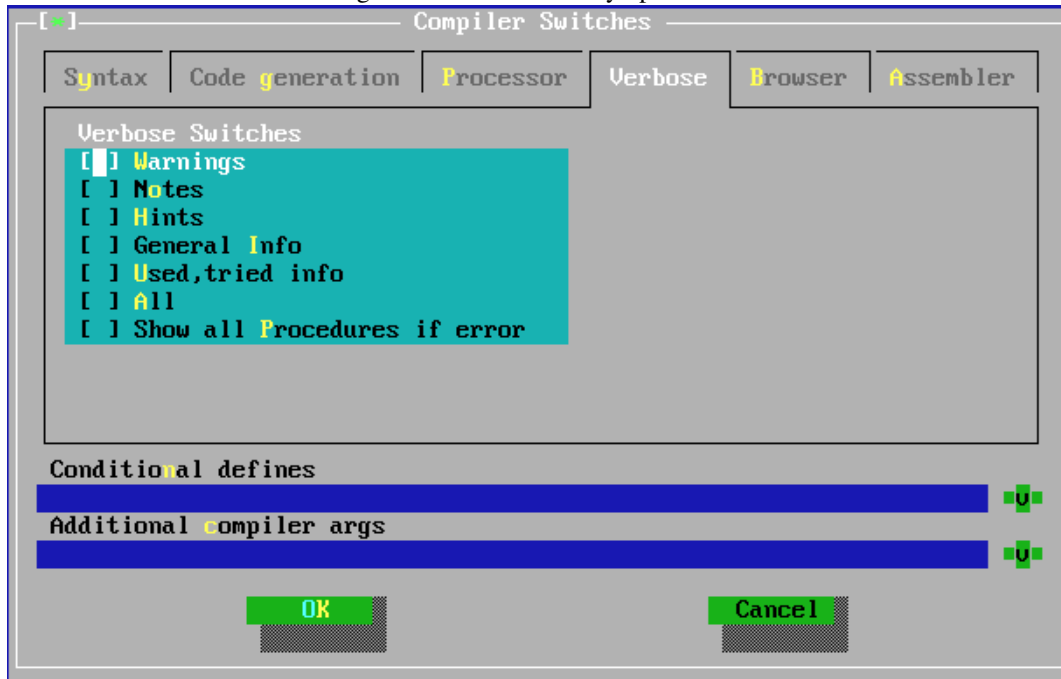 [▪] Compiler Switches
Syntax Code generation Processor Verbose Browser Assembler
Verbose Switches
[ ] Warnings
[ ] Notes
[ ] Hints
[ ] General Info
[ ] Used,tried info
[ ] All
[ ] Show all Procedures if error
Conditional defines
Additional compiler args
OK Cancel